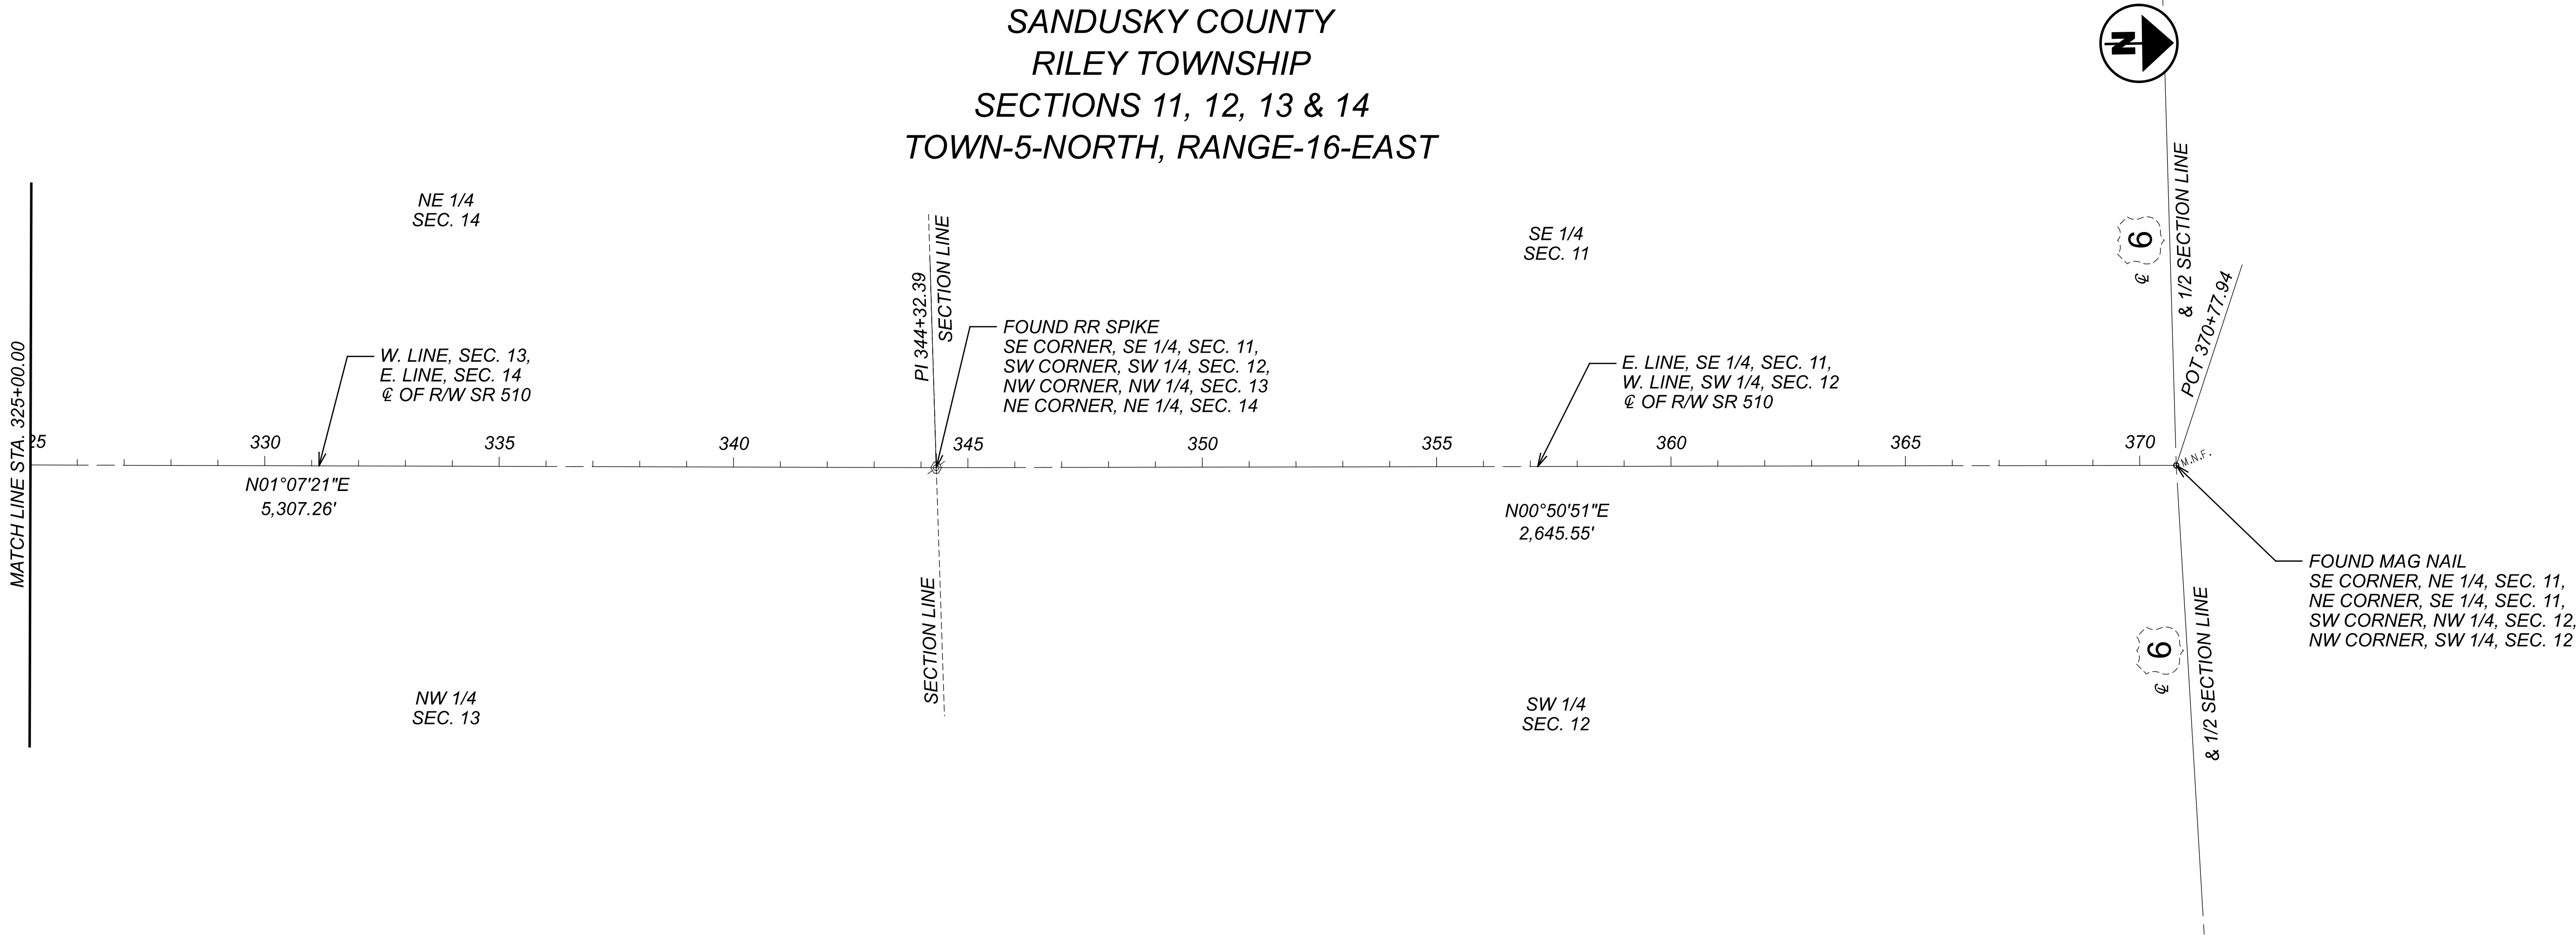 SANDUSKY COUNTY
RILEY TOWNSHIP
SECTIONS 11, 12, 13 & 14
TOWN-5-NORTH, RANGE-16-EAST
N
MATCH LINE STA. 325+00.00
NE 1/4
SEC. 14
SE 1/4
SEC. 11
SECTION LINE
PI 344+32.39
& 1/2 SECTION LINE
6
℄
POT 370+77.94
W. LINE, SEC. 13,
E. LINE, SEC. 14
℄ OF R/W SR 510
FOUND RR SPIKE
SE CORNER, SE 1/4, SEC. 11,
SW CORNER, SW 1/4, SEC. 12,
NW CORNER, NW 1/4, SEC. 13
NE CORNER, NE 1/4, SEC. 14
E. LINE, SE 1/4, SEC. 11,
W. LINE, SW 1/4, SEC. 12
℄ OF R/W SR 510
25 330 335 340 345 350 355 360 365 370
M.N.F.
N01°07'21"E
5,307.26'
N00°50'51"E
2,645.55'
FOUND MAG NAIL
SE CORNER, NE 1/4, SEC. 11,
NE CORNER, SE 1/4, SEC. 11,
SW CORNER, NW 1/4, SEC. 12,
NW CORNER, SW 1/4, SEC. 12
SECTION LINE
6
℄
& 1/2 SECTION LINE
NW 1/4
SEC. 13
SW 1/4
SEC. 12